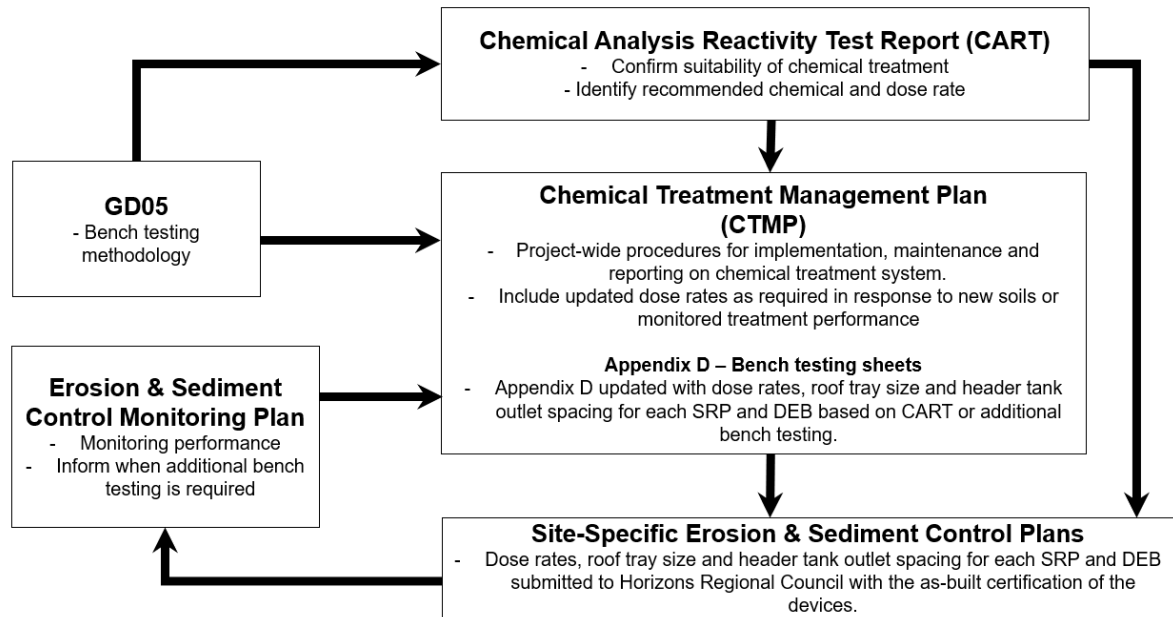 Chemical Analysis Reactivity Test Report (CART)
- Confirm suitability of chemical treatment
- Identify recommended chemical and dose rate
GD05
- Bench testing
methodology
Chemical Treatment Management Plan
(CTMP)
- Project-wide procedures for implementation, maintenance and
reporting on chemical treatment system.
- Include updated dose rates as required in response to new soils or
monitored treatment performance
Appendix D – Bench testing sheets
- Appendix D updated with dose rates, roof tray size and header tank
outlet spacing for each SRP and DEB based on CART or additional
bench testing.
Erosion & Sediment
Control Monitoring Plan
- Monitoring performance
- Inform when additional bench
testing is required
Site-Specific Erosion & Sediment Control Plans
- Dose rates, roof tray size and header tank outlet spacing for each SRP and DEB
submitted to Horizons Regional Council with the as-built certification of the
devices.